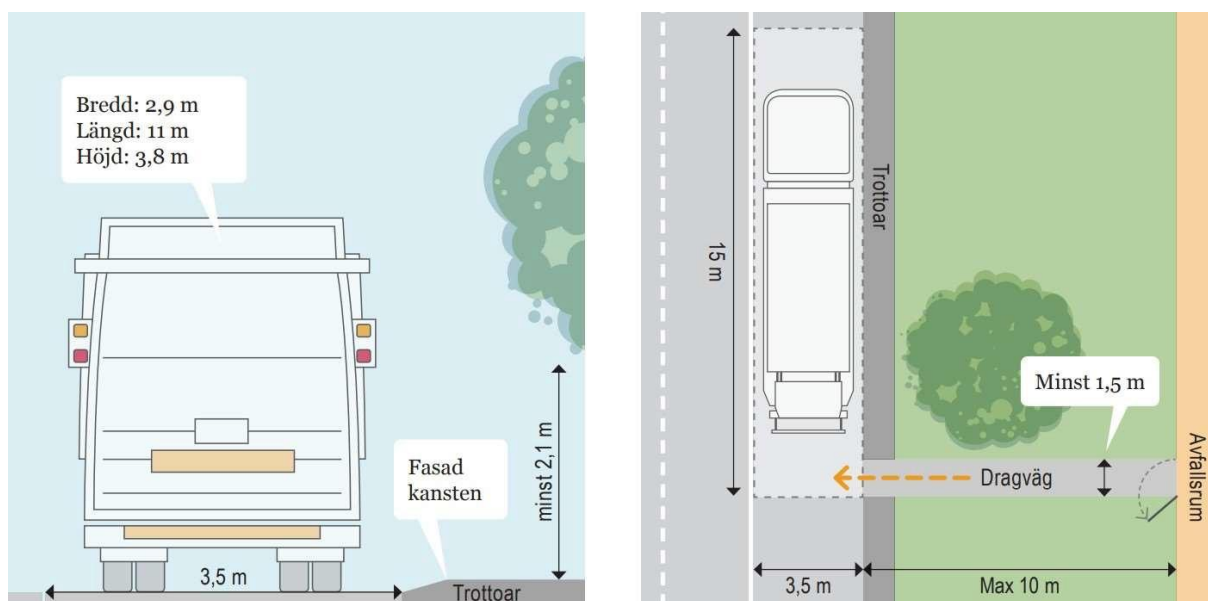 Bredd: 2,9 m
Längd: 11 m
Höjd: 3,8 m
minst 2,1 m
Fasad
kansten
3,5 m
Trottoar
15 m
Trottoar
Minst 1,5 m
Dragväg
Avfallsrum
3,5 m
Max 10 m